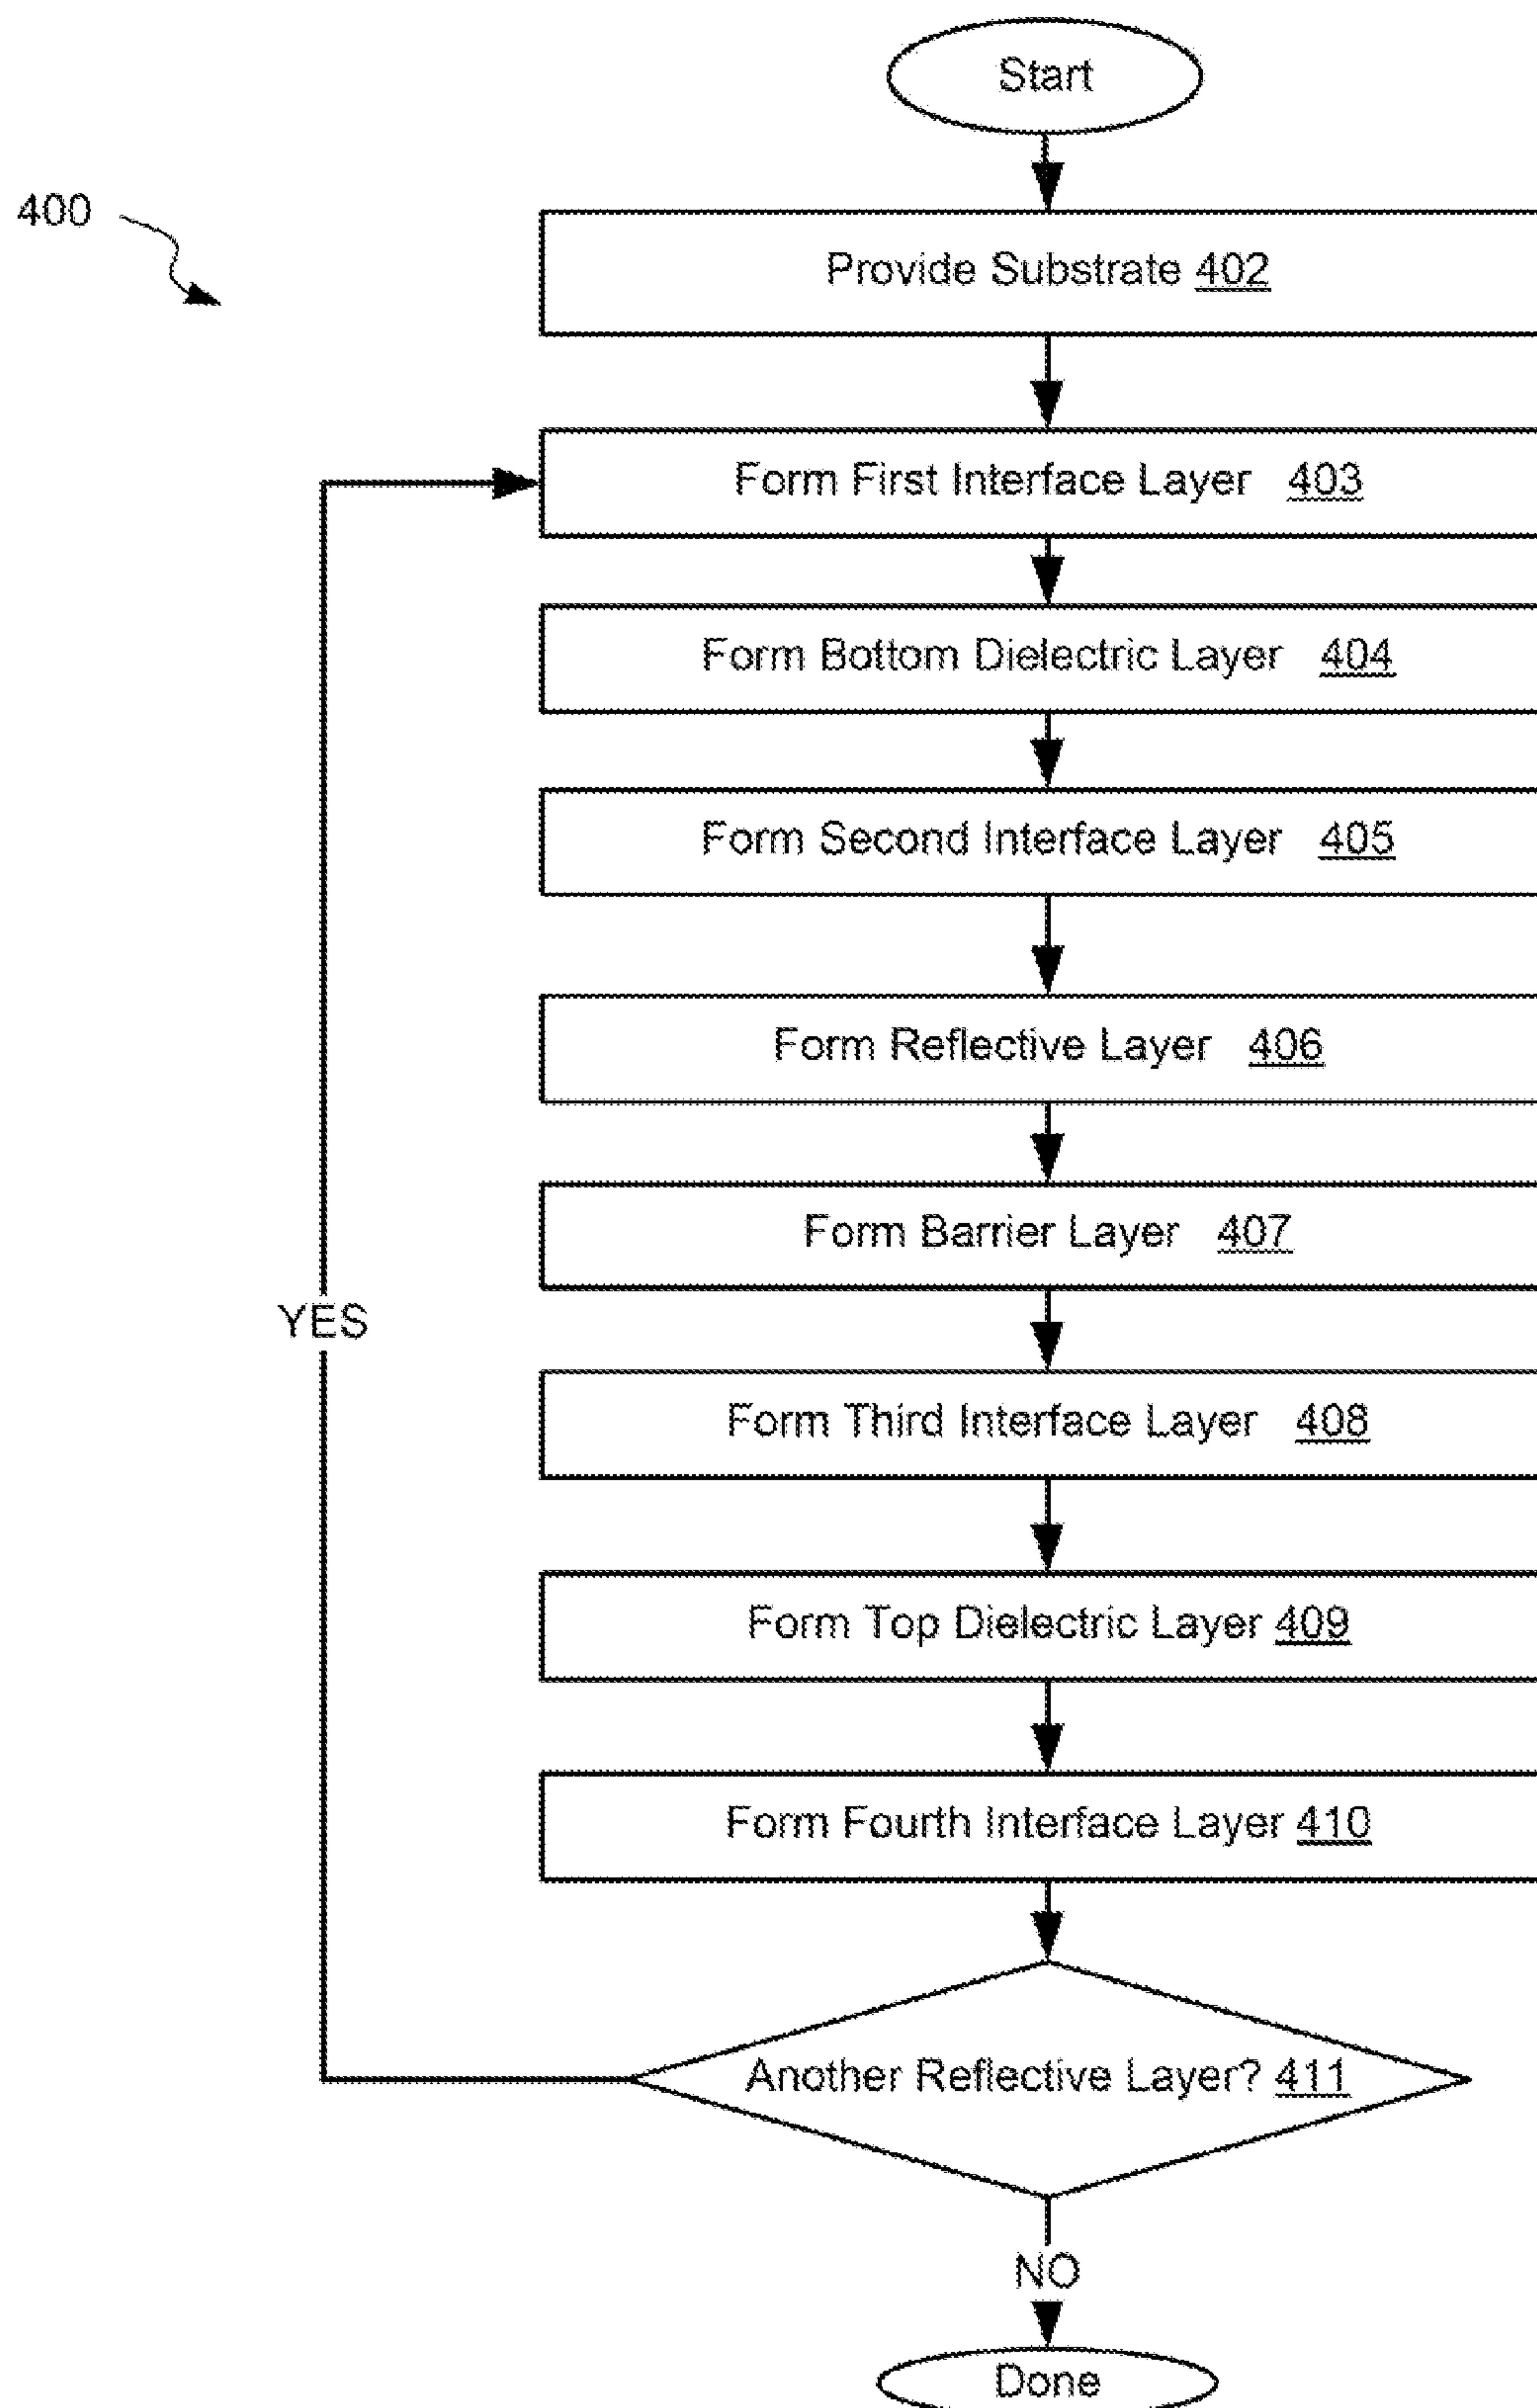 Start
400
Provide Substrate 402
Form First Interface Layer 403
Form Bottom Dielectric Layer 404
Form Second Interface Layer 405
Form Reflective Layer 406
Form Barrier Layer 407
YES
Form Third Interface Layer 408
Form Top Dielectric Layer 409
Form Fourth Interface Layer 410
Another Reflective Layer? 411
NO
Done